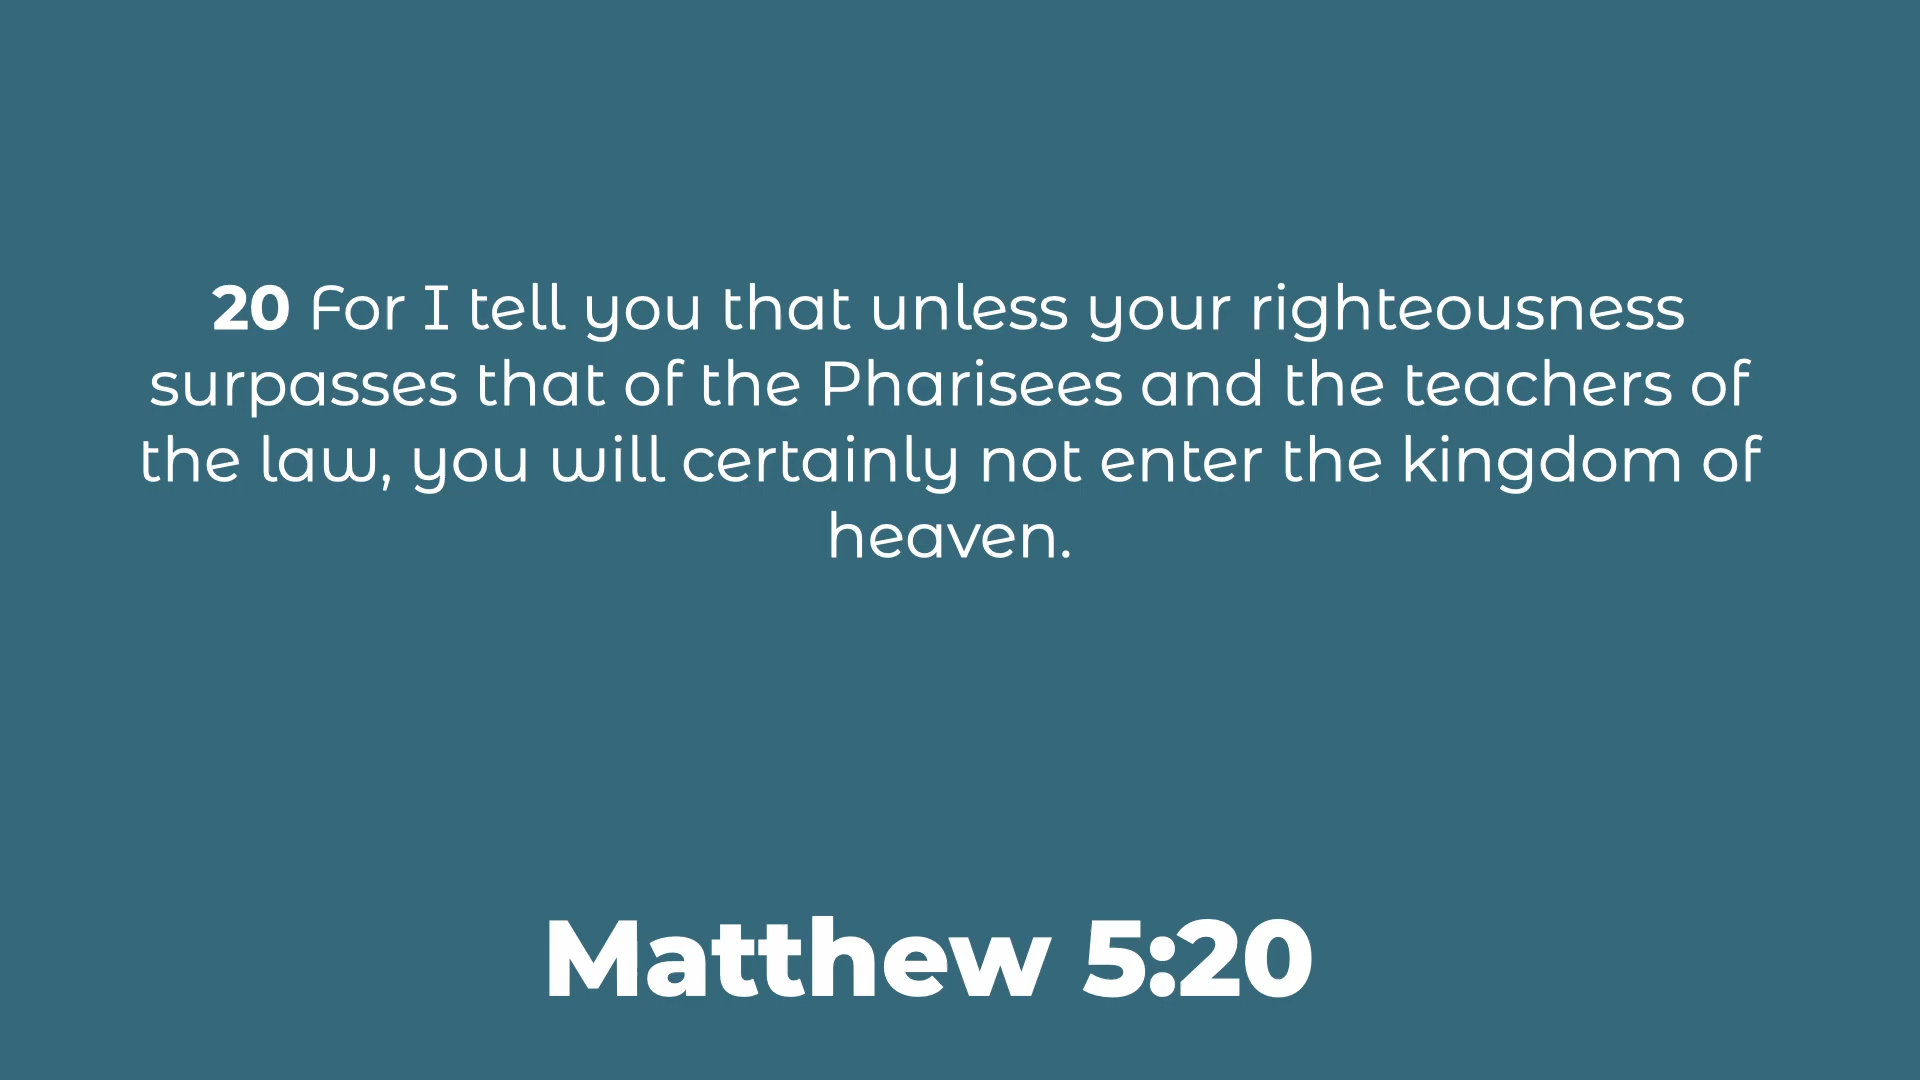 20 For I tell you that unless your righteousness
surpasses that of the Pharisees and the teachers of
the law, you will certainly not enter the kingdom of
heaven.
Matthew 5:20